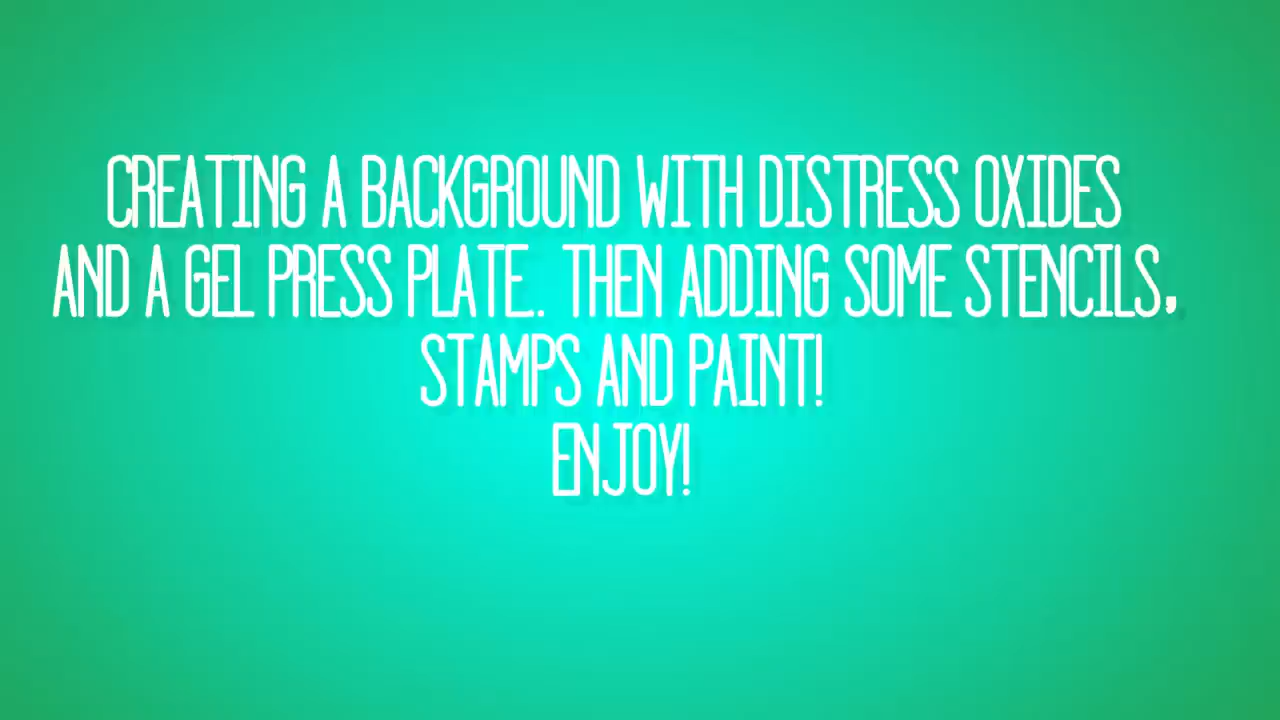 CREATING A BACKGROUND WITH DISTRESS OXIDES
AND A GEL PRESS PLATE. THEN ADDING SOME STENCILS,
STAMPS AND PAINT!
ENJOY!